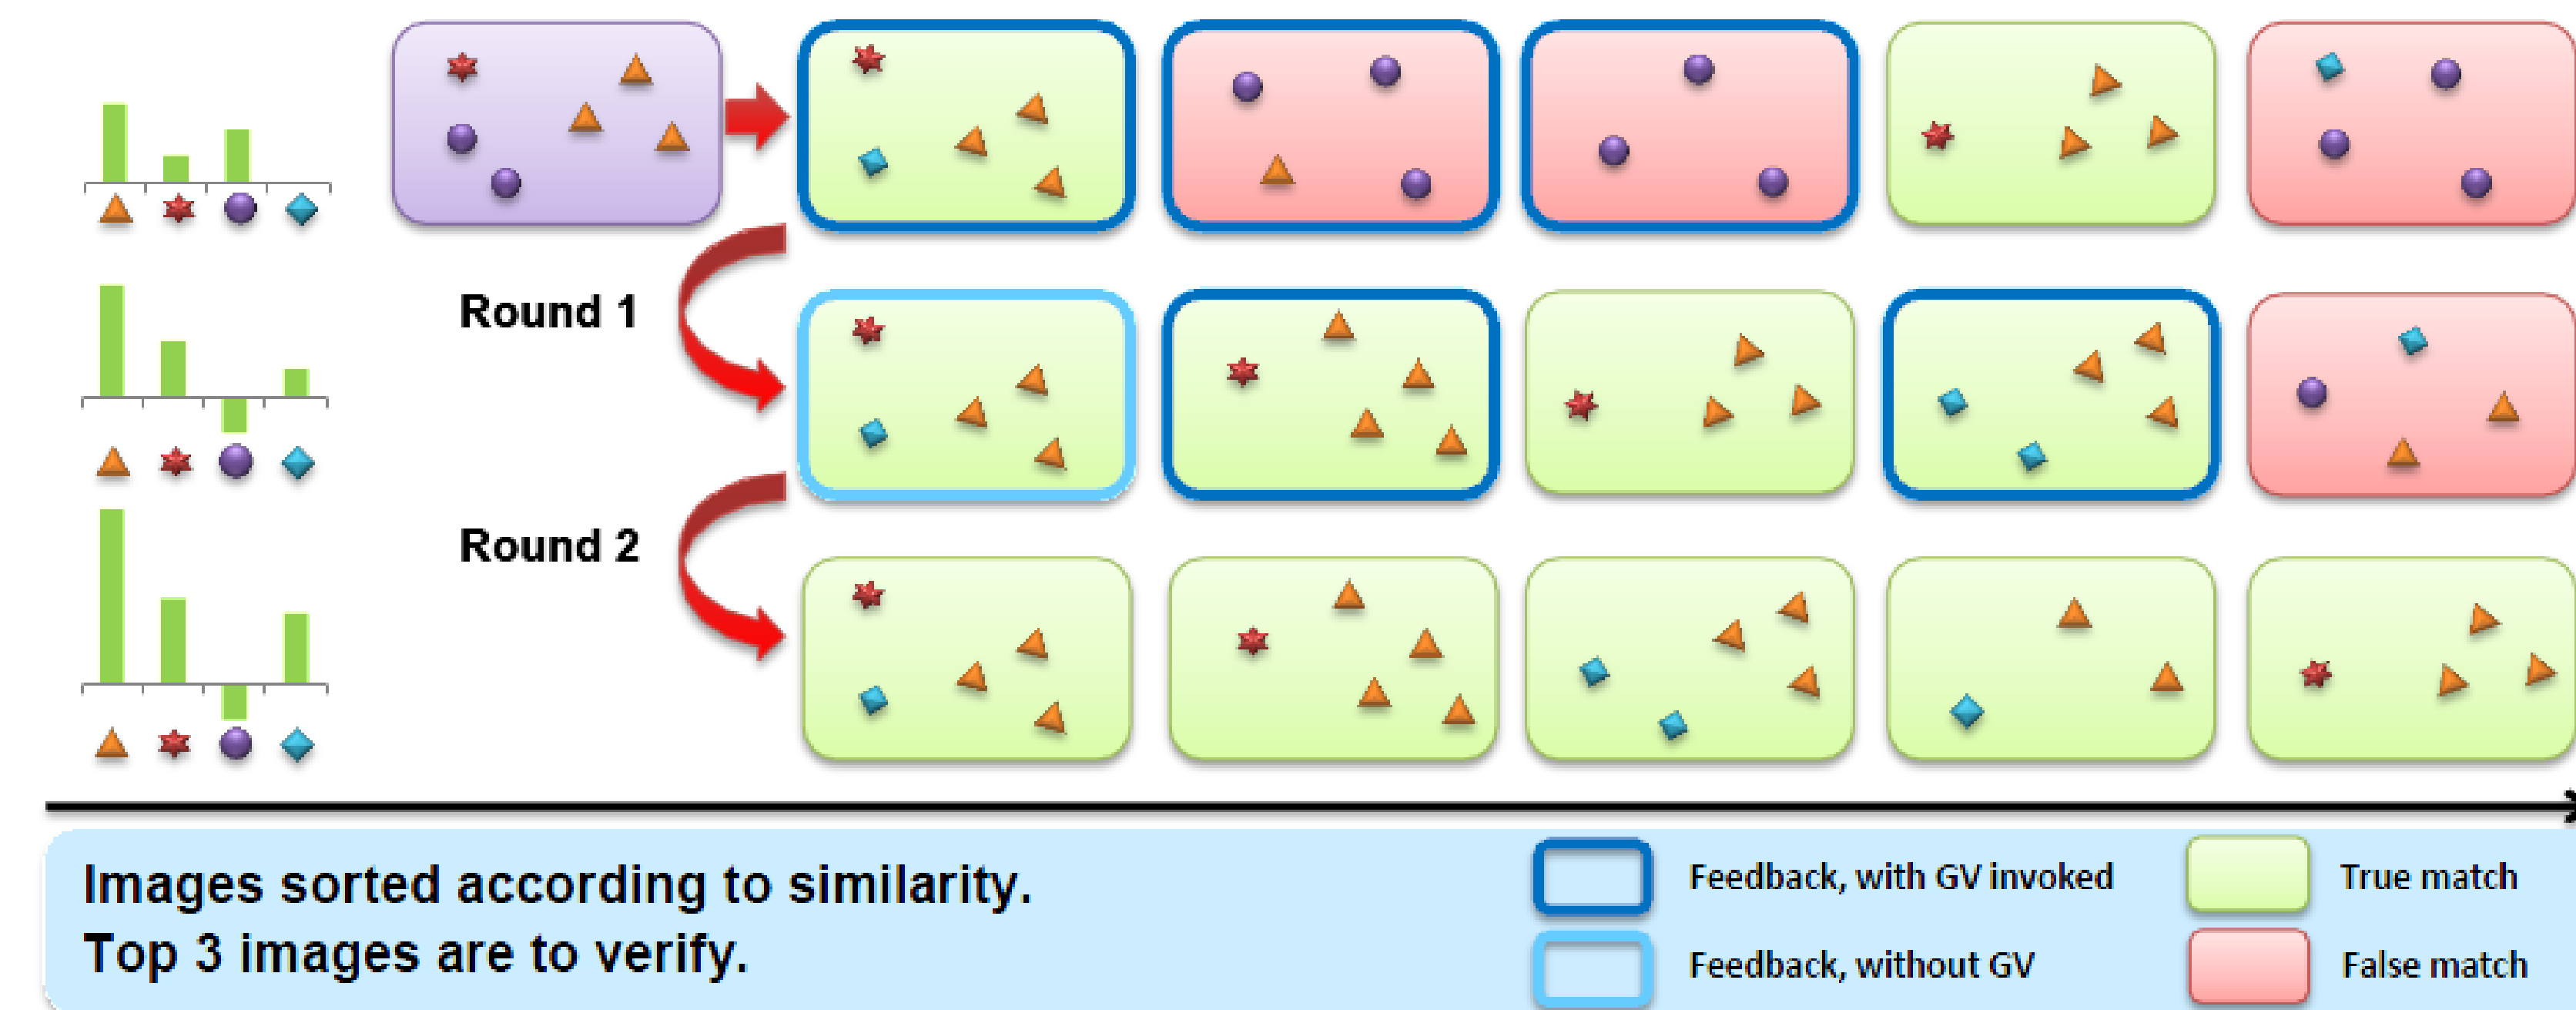 Round 1
Round 2
Images sorted according to similarity.
Top 3 images are to verify.
Feedback, with GV invoked
True match
Feedback, without GV
False match